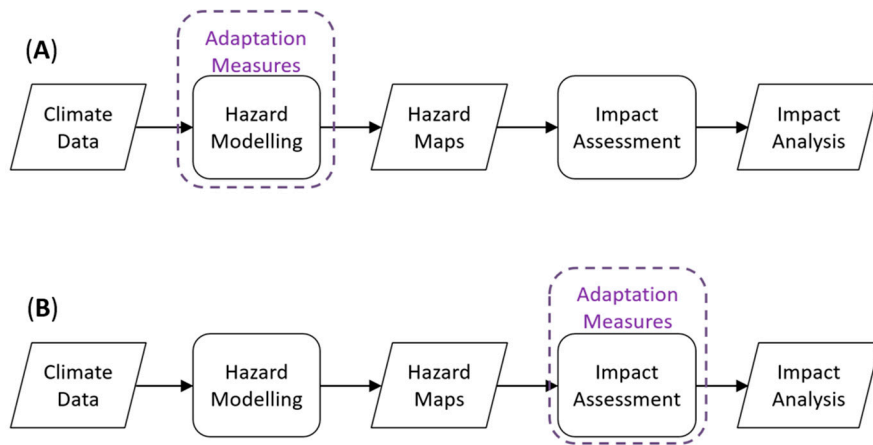 (A)
Adaptation
Measures
Climate
Data
Hazard
Modelling
Hazard
Maps
Impact
Assessment
Impact
Analysis
(B)
Adaptation
Measures
Climate
Data
Hazard
Modelling
Hazard
Maps
Impact
Assessment
Impact
Analysis